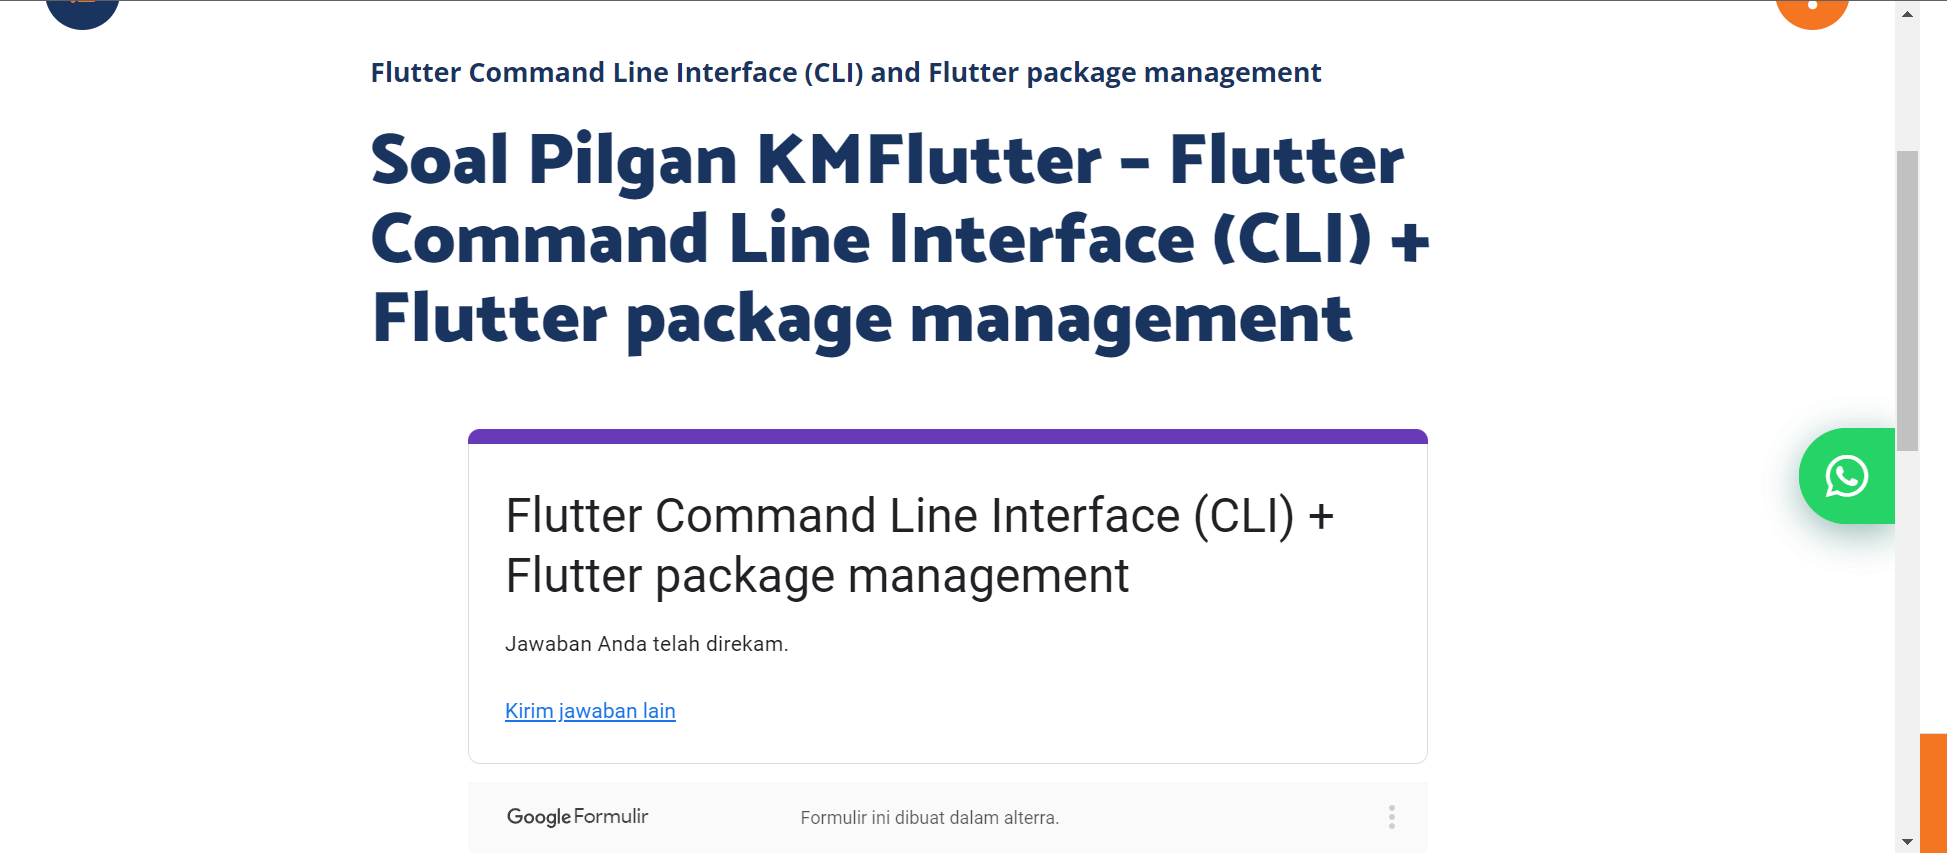 Flutter Command Line Interface (CLI) and Flutter package management
Soal Pilgan KMFlutter – Flutter
Command Line Interface (CLI) +
Flutter package management
Flutter Command Line Interface (CLI) +
Flutter package management
Jawaban Anda telah direkam.
Kirim jawaban lain
Google Formulir
Formulir ini dibuat dalam alterra.